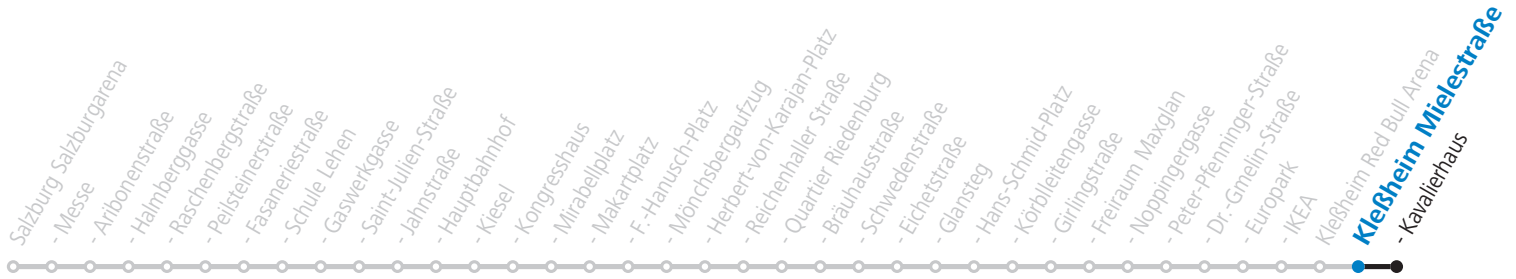 Salzburg Salzburgarena
- Messe
- Aribonenstraße
- Halmberggasse
- Raschenbergstraße
- Peilsteinerstraße
- Fasaneriestraße
- Schule Lehen
- Gaswerkgasse
- Saint-Julien-Straße
- Jahnstraße
- Hauptbahnhof
- Kiesel
- Kongresshaus
- Mirabellplatz
- Makartplatz
- F.-Hanusch-Platz
- Mönchsbergaufzug
- Herbert-von-Karajan-Platz
- Reichenhaller Straße
- Quartier Riedenburg
- Bräuhausstraße
- Schwedenstraße
- Eichetstraße
- Glansteg
- Hans-Schmid-Platz
- Körblleitengasse
- Girlingstraße
- Freiraum Maxglan
- Noppingergasse
- Peter-Pfenninger-Straße
- Dr.-Gmelin-Straße
- Europark
- IKEA
Kleßheim Red Bull Arena
Kleßheim Mielestraße
- Kavalierhaus